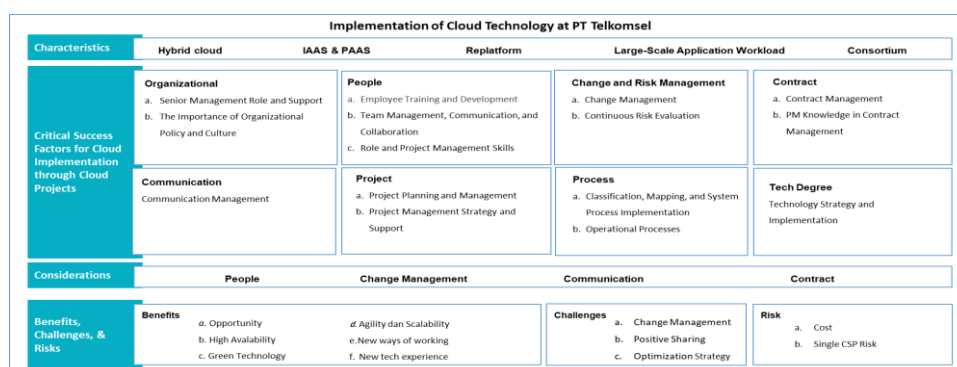 Implementation of Cloud Technology at PT Telkomsel
Characteristics
Hybrid cloud
IAAS & PAAS
Replatform
Large-Scale Application Workload
Consortium
Critical Success
Factors for Cloud
Implementation
through Cloud
Projects
Organizational
a. Senior Management Role and Support
b. The Importance of Organizational
Policy and Culture
People
a. Employee Training and Development
b. Team Management, Communication, and
Collaboration
c. Role and Project Management Skills
Change and Risk Management
a. Change Management
b. Continuous Risk Evaluation
Contract
a. Contract Management
b. PM Knowledge in Contract
Management
Communication
Communication Management
Project
a. Project Planning and Management
b. Project Management Strategy and
Support
Process
a. Classification, Mapping, and System
Process Implementation
b. Operational Processes
Tech Degree
Technology Strategy and
Implementation
Considerations
People
Change Management
Communication
Contract
Benefits,
Challenges, &
Risks
Benefits
a. Opportunity
b. High Avalability
c. Green Technology
d. Agility dan Scalability
e.New ways of working
f. New tech experience
Challenges
a. Change Management
b. Positive Sharing
c. Optimization Strategy
Risk
a. Cost
b. Single CSP Risk